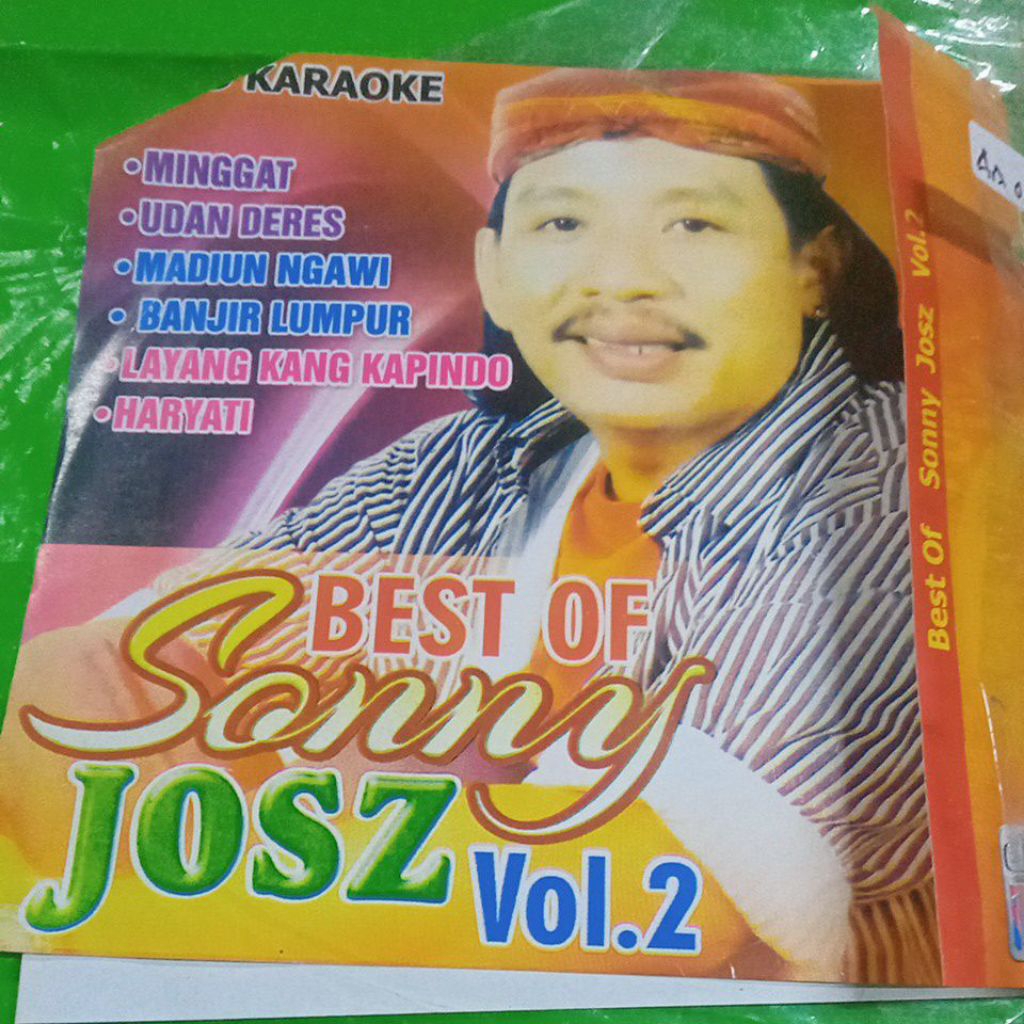 KARAOKE
•MINGGAT
•UDAN DERES
•MADIUN NGAWI
• BANJIR LUMPUR
•LAYANG KANG KAPINDO
•HARYATI
BEST OF
Sonny
JOSZ
Vol.2
Best Of Sonny Josz Vol.2